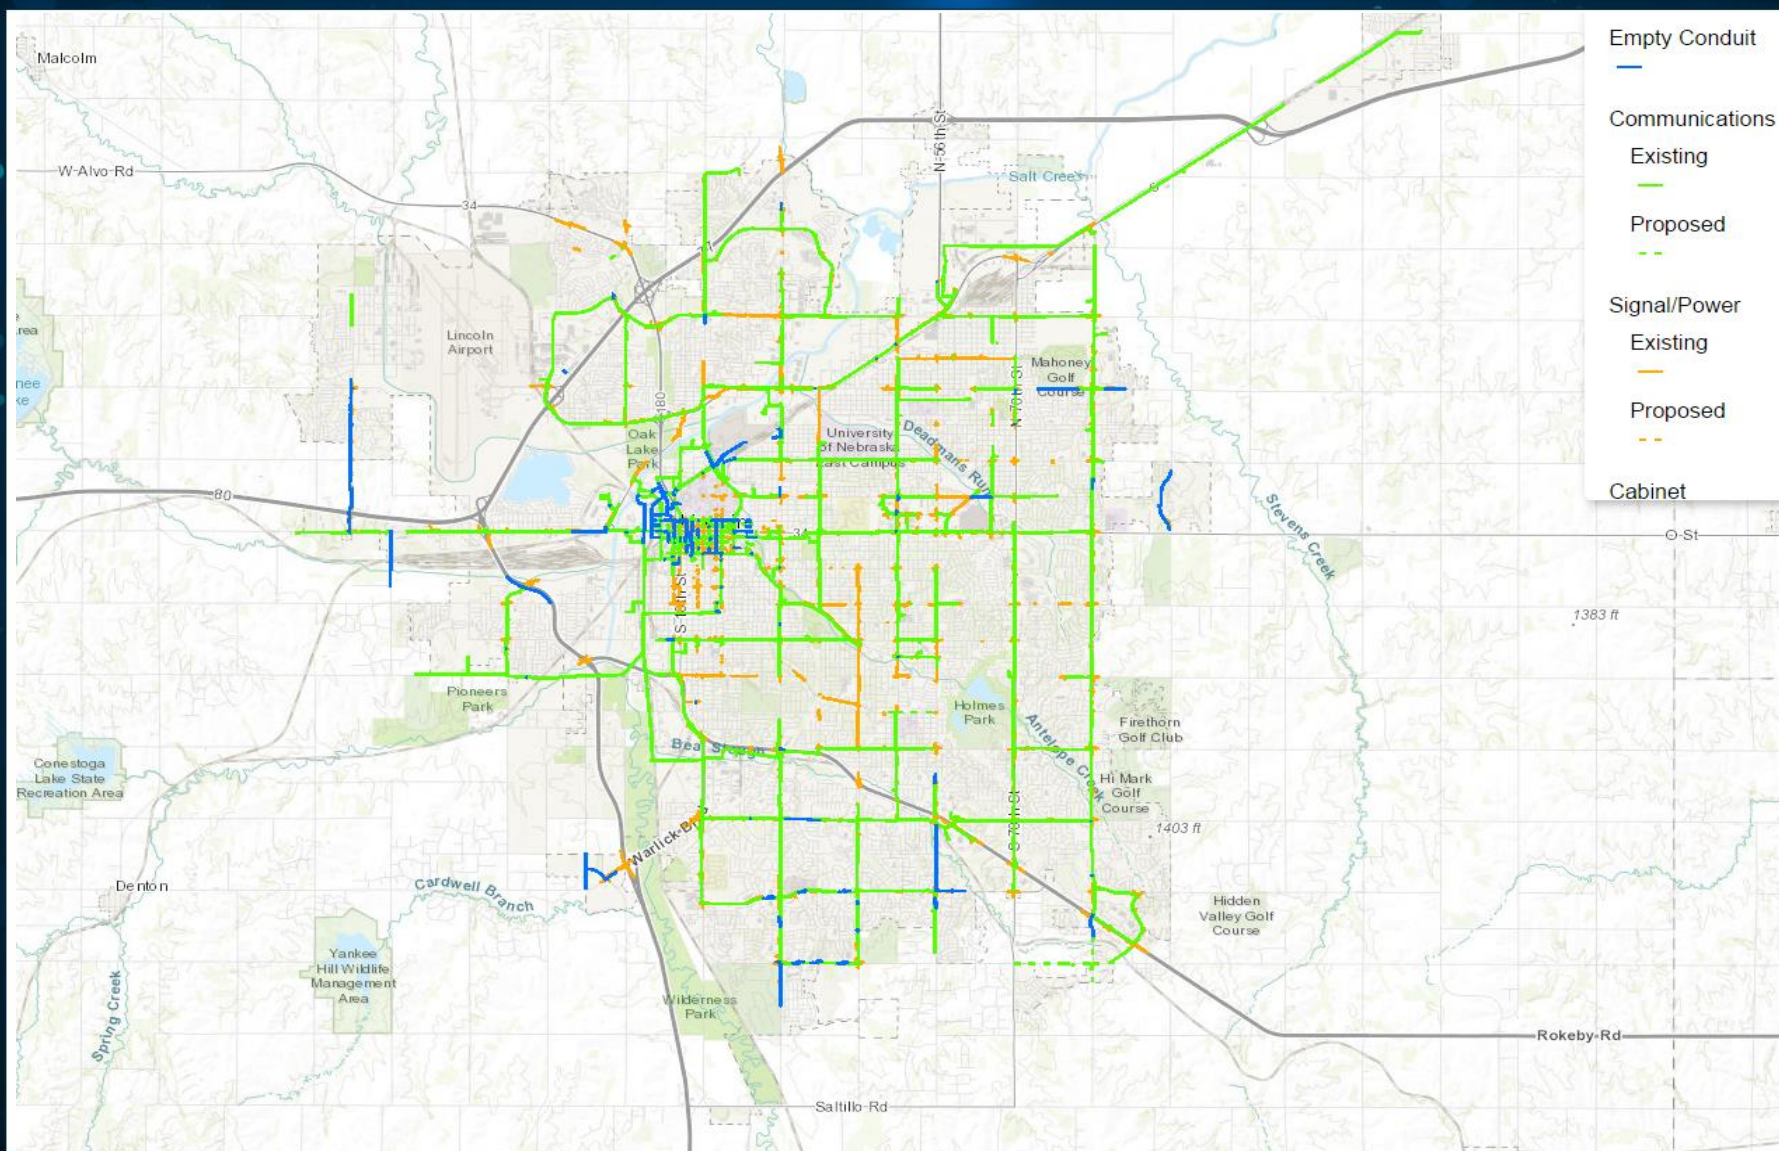 Malcolm
W-Alvo-Rd
34
77
N-56th-St
Salt Creek
6
Lincoln
Airport
180
Oak
Lake
Park
80
University
of Nebraska
East Campus
Deadmans Run
N-70th-St
Mahoney
Golf
Course
Stevens Creek
O-St
34
1383 ft
Pioneers
Park
Holmes
Park
Antelope Creek
Firethorn
Golf Club
Hi Mark
Golf
Course
1403 ft
S-70th-St
Conestoga
Lake State
Recreation Area
Warlick-Blvd
Denton
Cardwell Branch
Yankee
Hill Wildlife
Management
Area
Spring Creek
Wilderness
Park
Hidden
Valley Golf
Course
Rokeby-Rd
Saltillo-Rd
Empty Conduit
Communications
Existing
Proposed
Signal/Power
Existing
Proposed
Cabinet